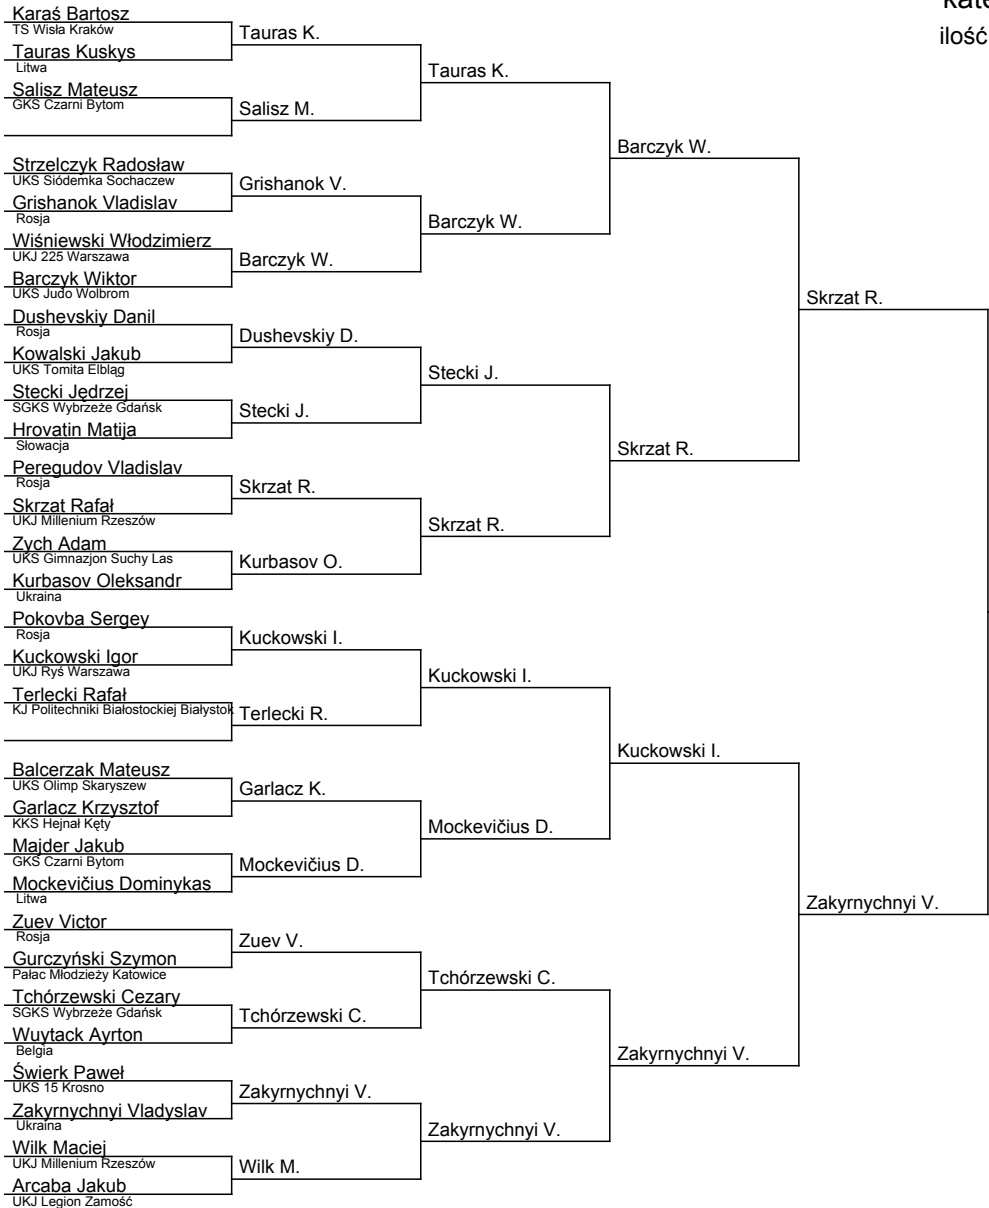 kate
ilość
Karaś Bartosz
TS Wisła Kraków
Tauras Kuskys
Litwa
Salisz Mateusz
GKS Czarni Bytom
Strzelczyk Radosław
UKS Siódemka Sochaczew
Grishanok Vladislav
Rosja
Wiśniewski Włodzimierz
UKJ 225 Warszawa
Barczyk Wiktor
UKS Judo Wolbrom
Dushevskiy Danil
Rosja
Kowalski Jakub
UKS Tomita Elbląg
Stecki Jędrzej
SGKS Wybrzeże Gdańsk
Hrovatin Matija
Słowacja
Peregudov Vladislav
Rosja
Skrzat Rafał
UKJ Millenium Rzeszów
Zych Adam
UKS Gimnazjon Suchy Las
Kurbasov Oleksandr
Ukraina
Pokovba Sergey
Rosja
Kuckowski Igor
UKJ Ryś Warszawa
Terlecki Rafał
KJ Politechniki Białostockiej Białystok
Balcerzak Mateusz
UKS Olimp Skaryszew
Garlacz Krzysztof
KKS Hejnał Kęty
Majder Jakub
GKS Czarni Bytom
Mockevičius Dominykas
Litwa
Zuev Victor
Rosja
Gurczyński Szymon
Pałac Młodzieży Katowice
Tchórzewski Cezary
SGKS Wybrzeże Gdańsk
Wuytack Ayrton
Belgia
Świerk Paweł
UKS 15 Krosno
Zakyrnychnyi Vladyslav
Ukraina
Wilk Maciej
UKJ Millenium Rzeszów
Arcaba Jakub
UKJ Legion Zamość
Tauras K.
Salisz M.
Grishanok V.
Barczyk W.
Dushevskiy D.
Stecki J.
Skrzat R.
Kurbasov O.
Kuckowski I.
Terlecki R.
Garlacz K.
Mockevičius D.
Zuev V.
Tchórzewski C.
Zakyrnychnyi V.
Wilk M.
Tauras K.
Barczyk W.
Stecki J.
Skrzat R.
Kuckowski I.
Mockevičius D.
Tchórzewski C.
Zakyrnychnyi V.
Barczyk W.
Skrzat R.
Kuckowski I.
Zakyrnychnyi V.
Skrzat R.
Zakyrnychnyi V.